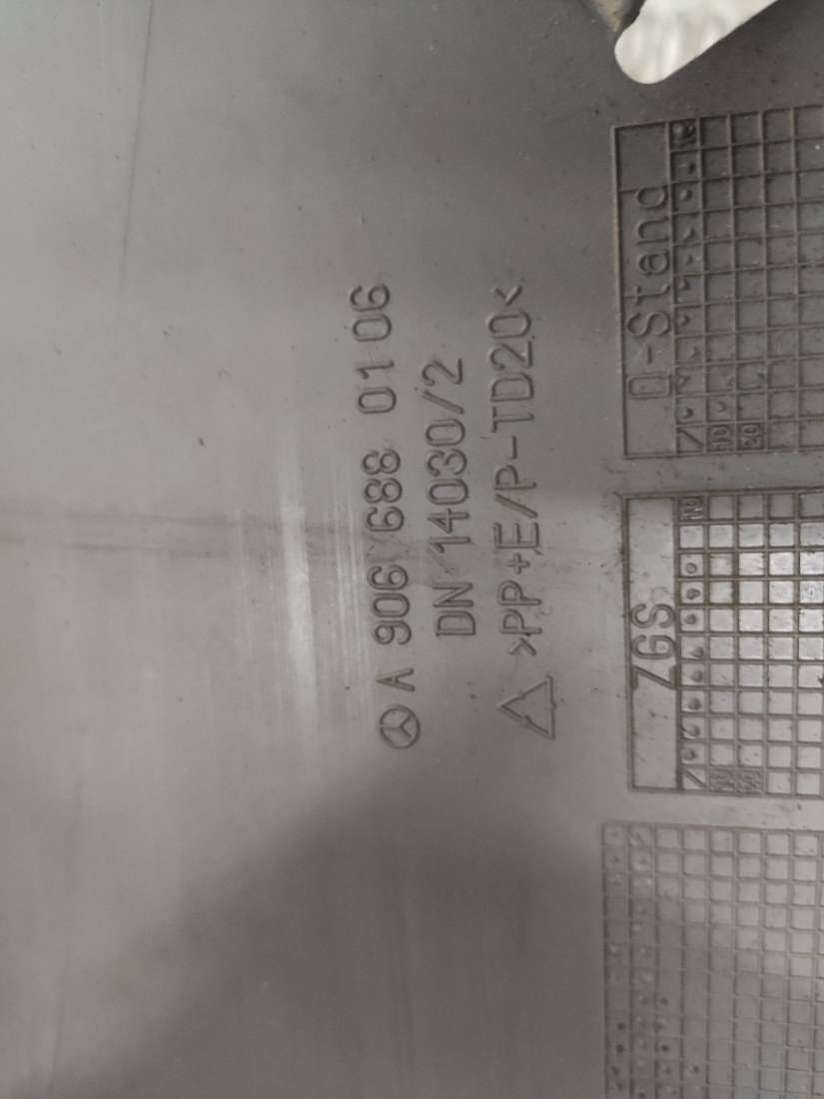 A 906 688 01 06
DN 14030/2
>PP+E/P-TD20<
Q-Stand
ZGS